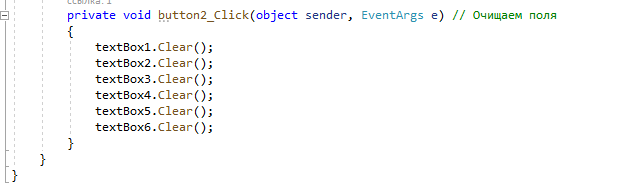 ссылка: 1
private void button2_Click(object sender, EventArgs e) // Очищаем поля
{
textBox1.Clear();
textBox2.Clear();
textBox3.Clear();
textBox4.Clear();
textBox5.Clear();
textBox6.Clear();
}
}
}